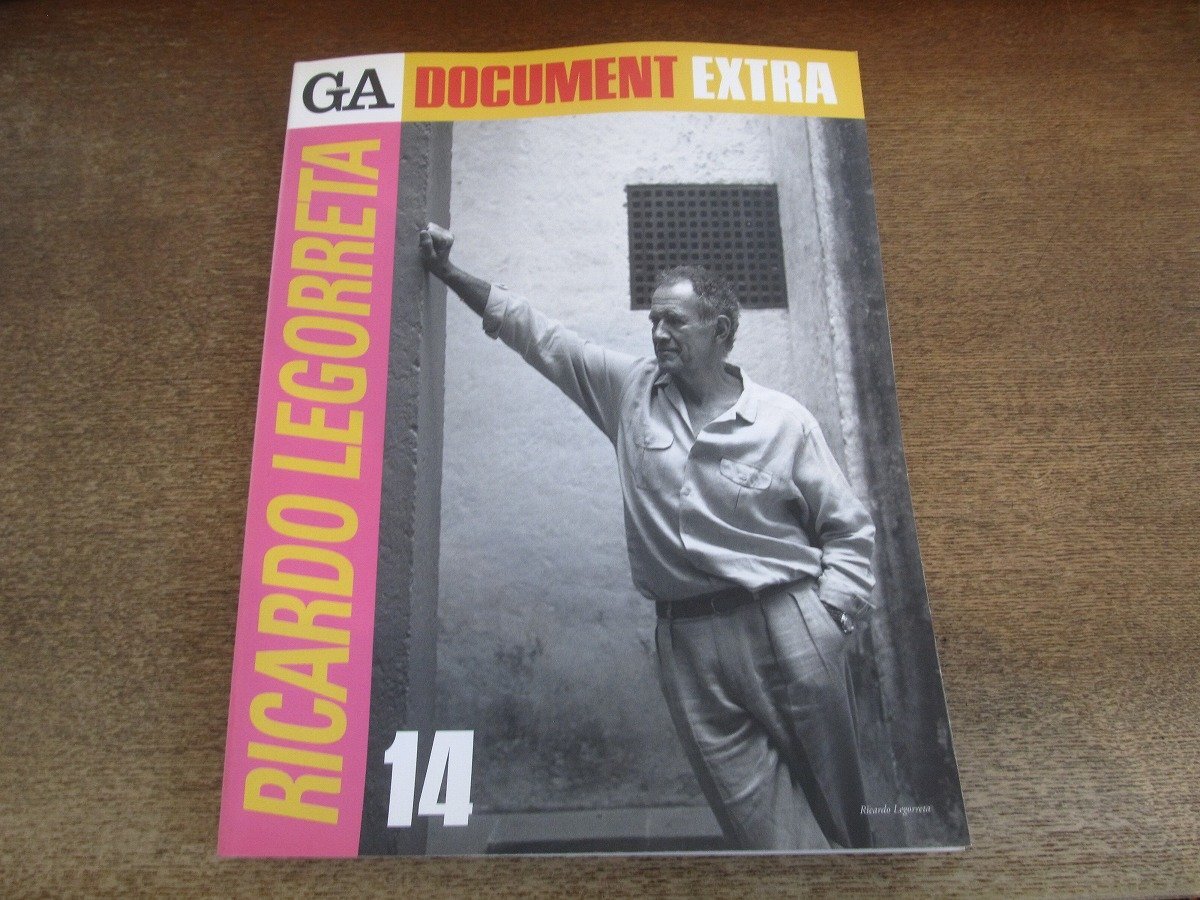 GA DOCUMENT EXTRA
RICARDO LEGORRETA
14
Ricardo Legorreta